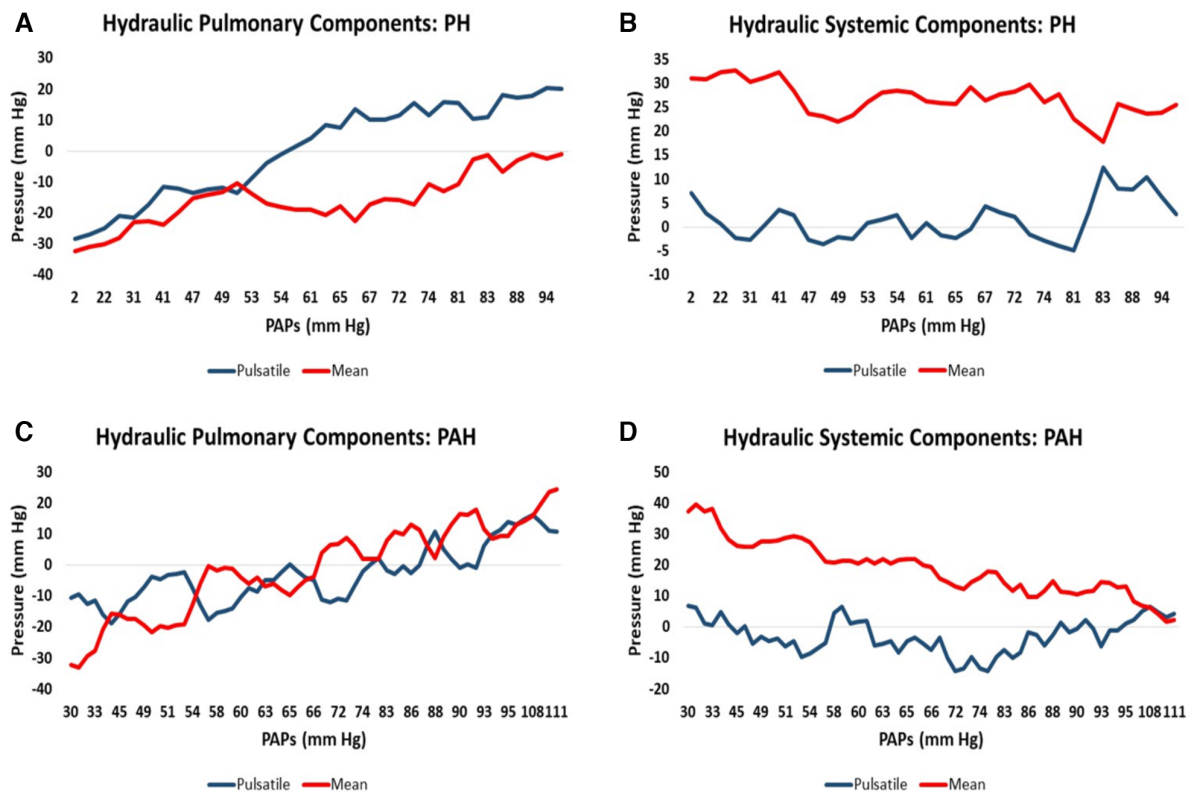 A
Hydraulic Pulmonary Components: PH
Pressure (mm Hg)
30
20
10
0
-10
-20
-30
-40
2 22 31 41 47 49 53 54 61 65 67 72 74 81 83 88 94
PAPs (mm Hg)
Pulsatile Mean
B
Hydraulic Systemic Components: PH
Pressure (mm Hg)
35
30
25
20
15
10
5
0
-5
-10
2 22 31 41 47 49 53 54 61 65 67 72 74 81 83 88 94
PAPs (mm Hg)
Pulsatile Mean
C
Hydraulic Pulmonary Components: PAH
Pressure (mm Hg)
30
20
10
0
-10
-20
-30
-40
30 33 45 49 51 54 58 60 63 65 66 72 74 83 86 88 90 93 95 108 111
PAPs (mm Hg)
Pulsatile Mean
D
Hydraulic Systemic Components: PAH
Pressure (mm Hg)
50
40
30
20
10
0
-10
-20
30 33 45 49 51 54 58 60 63 65 66 72 74 83 86 88 90 93 95 108 111
PAPs (mm Hg)
Pulsatile Mean